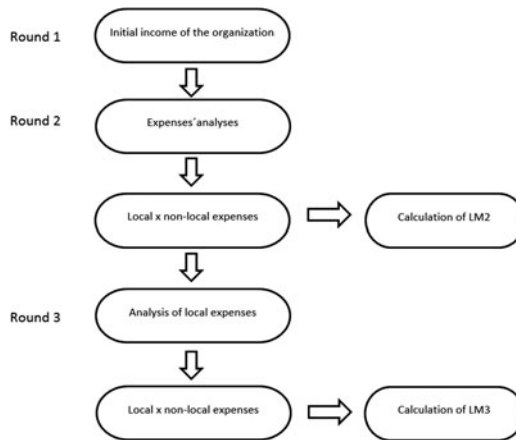 Round 1
Initial income of the organization
Round 2
Expenses´analyses
Local x non-local expenses
Calculation of LM2
Round 3
Analysis of local expenses
Local x non-local expenses
Calculation of LM3